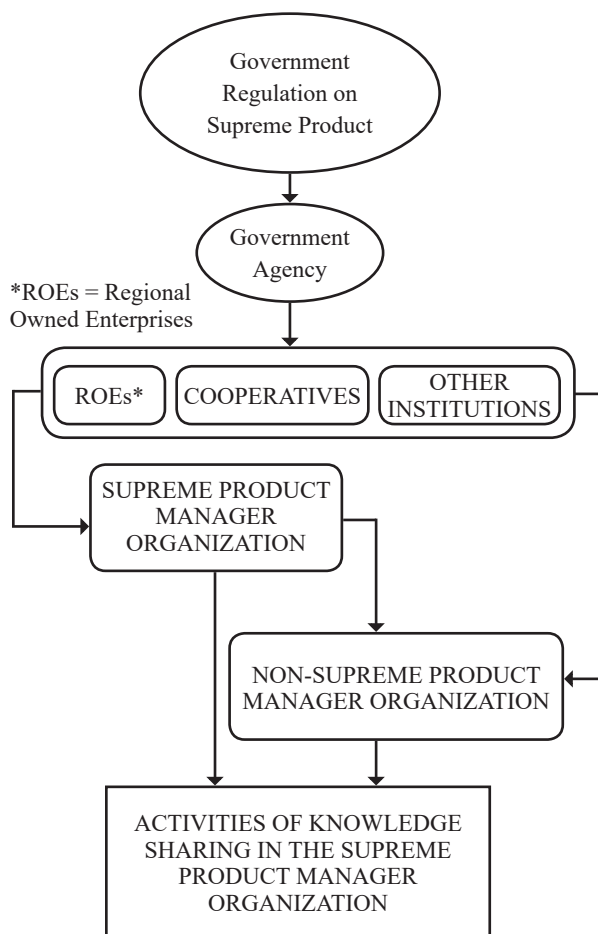 Government
Regulation on
Supreme Product
Government
Agency
*ROEs = Regional
Owned Enterprises
ROEs*
COOPERATIVES
OTHER
INSTITUTIONS
SUPREME PRODUCT
MANAGER
ORGANIZATION
NON-SUPREME PRODUCT
MANAGER ORGANIZATION
ACTIVITIES OF KNOWLEDGE
SHARING IN THE SUPREME
PRODUCT MANAGER
ORGANIZATION